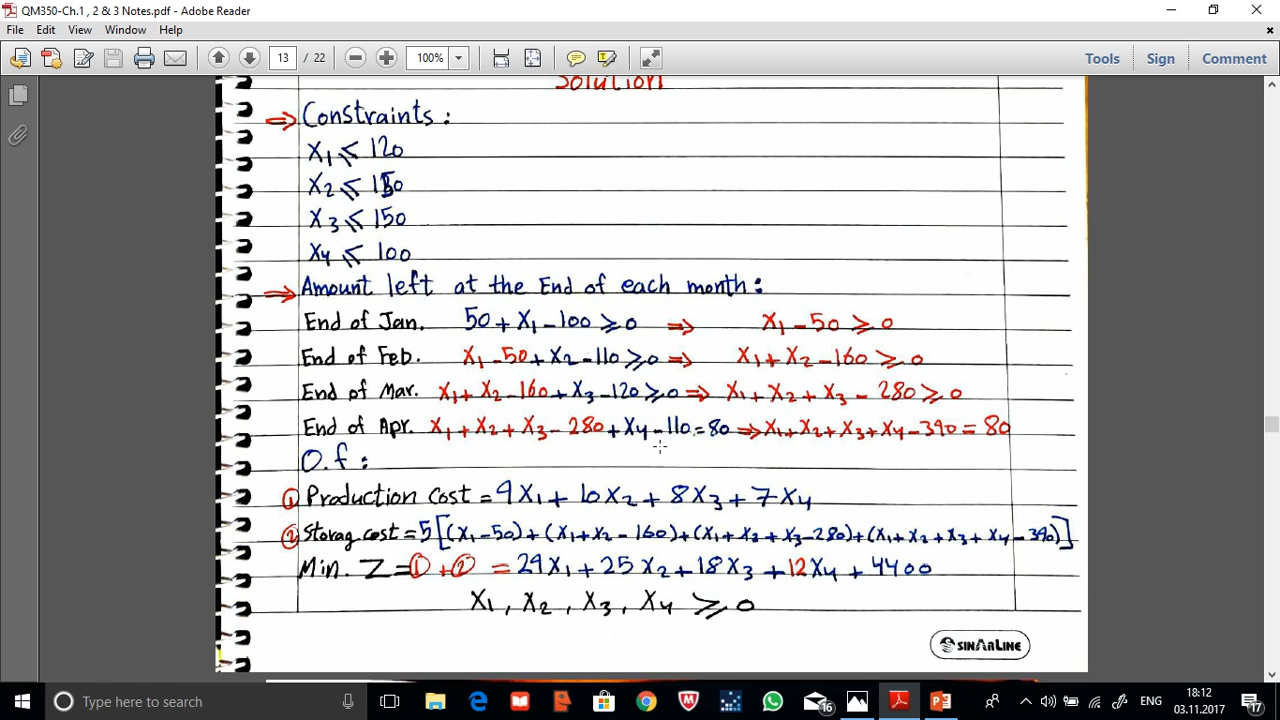 QM350-Ch.1, 2 & 3 Notes.pdf - Adobe Reader
File Edit View Window Help
13 / 22 100% Tools Sign Comment
Solution
⇒ Constraints :
X1 ≤ 120
X2 ≤ 150
X3 ≤ 150
X4 ≤ 100
⇒ Amount left at the End of each month :
End of Jan. 50 + X1 - 100 ≥ 0 ⇒ X1 - 50 ≥ 0
End of Feb. X1 - 50 + X2 - 110 ≥ 0 ⇒ X1 + X2 - 160 ≥ 0
End of Mar. X1 + X2 - 160 + X3 - 120 ≥ 0 ⇒ X1 + X2 + X3 - 280 ≥ 0
End of Apr. X1 + X2 + X3 - 280 + X4 - 110 = 80 ⇒ X1 + X2 + X3 + X4 - 390 = 80
O.f :
① Production cost = 9X1 + 10X2 + 8X3 + 7X4
② Storag cost = 5[(X1 - 50) + (X1 + X2 - 160) + (X1 + X2 + X3 - 280) + (X1 + X2 + X3 + X4 - 390)]
Min. Z = ① + ② = 29X1 + 25X2 + 18X3 + 12X4 + 4400
X1 , X2 , X3 , X4 ≥ 0
SINARLINE
Type here to search
16
ENG
18:12
03.11.2017
17